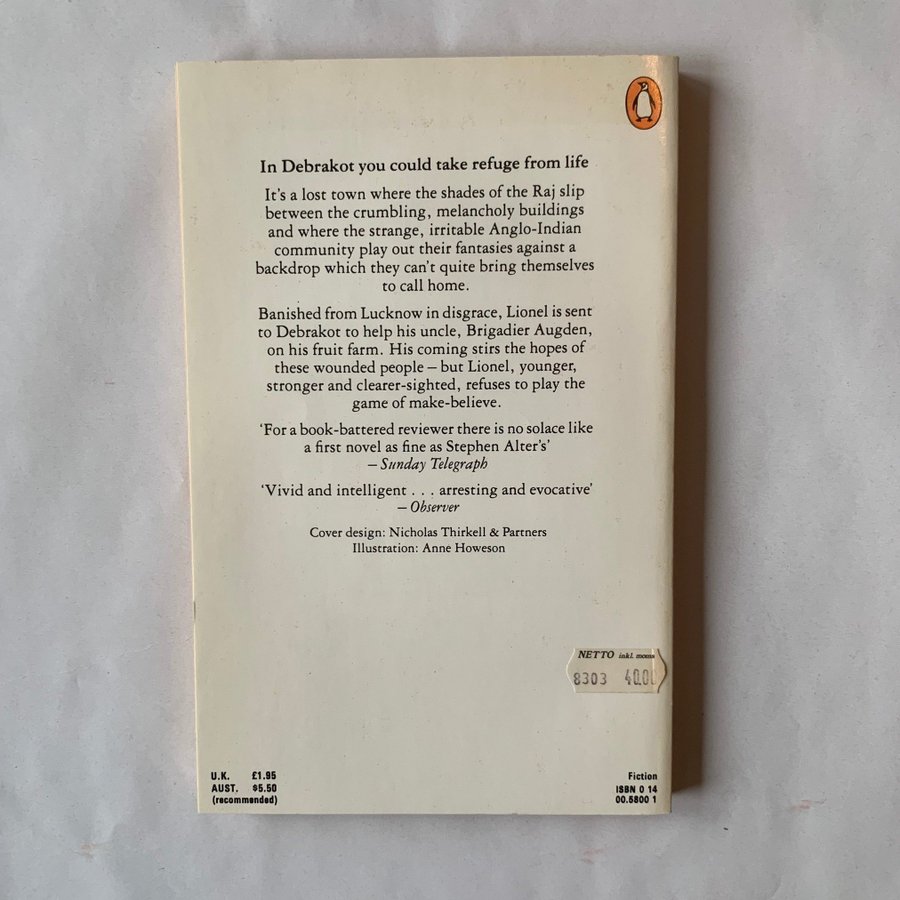 In Debrakot you could take refuge from life
It's a lost town where the shades of the Raj slip
between the crumbling, melancholy buildings
and where the strange, irritable Anglo-Indian
community play out their fantasies against a
backdrop which they can't quite bring themselves
to call home.
Banished from Lucknow in disgrace, Lionel is sent
to Debrakot to help his uncle, Brigadier Augden,
on his fruit farm. His coming stirs the hopes of
these wounded people – but Lionel, younger,
stronger and clearer-sighted, refuses to play the
game of make-believe.
'For a book-battered reviewer there is no solace like
a first novel as fine as Stephen Alter's'
– Sunday Telegraph
'Vivid and intelligent . . . arresting and evocative'
– Observer
Cover design: Nicholas Thirkell & Partners
Illustration: Anne Howeson
NETTO inkl. moms
8303 40.00
U.K. £1.95
AUST. $5.50
(recommended)
Fiction
ISBN 0 14
00.5800 1